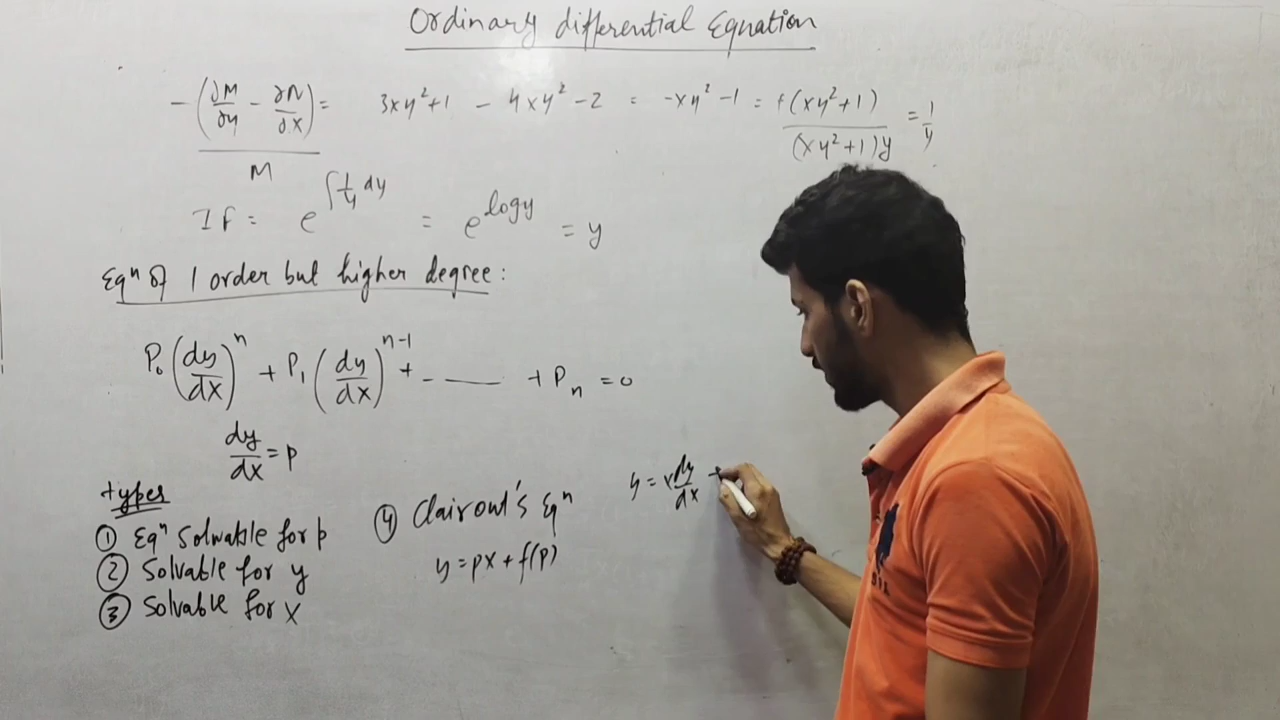 Ordinary differential Equation
-(∂M/∂y - ∂N/∂x)/M = 3xy²+1 - 4xy²-2 = -xy²-1 = +(xy²+1)/(xy²+1)y = 1/y
IF = e^∫1/y dy = e^logy = y
Eqⁿ of 1 order but higher degree:
P₀(dy/dx)ⁿ + P₁(dy/dx)ⁿ⁻¹ + - —— + Pₙ = 0
dy/dx = p
types
① Eqⁿ Solvable for p
② Solvable for y
③ Solvable for x
④ Clairout's Eqⁿ
y = px + f(p)
y = x dy/dx +